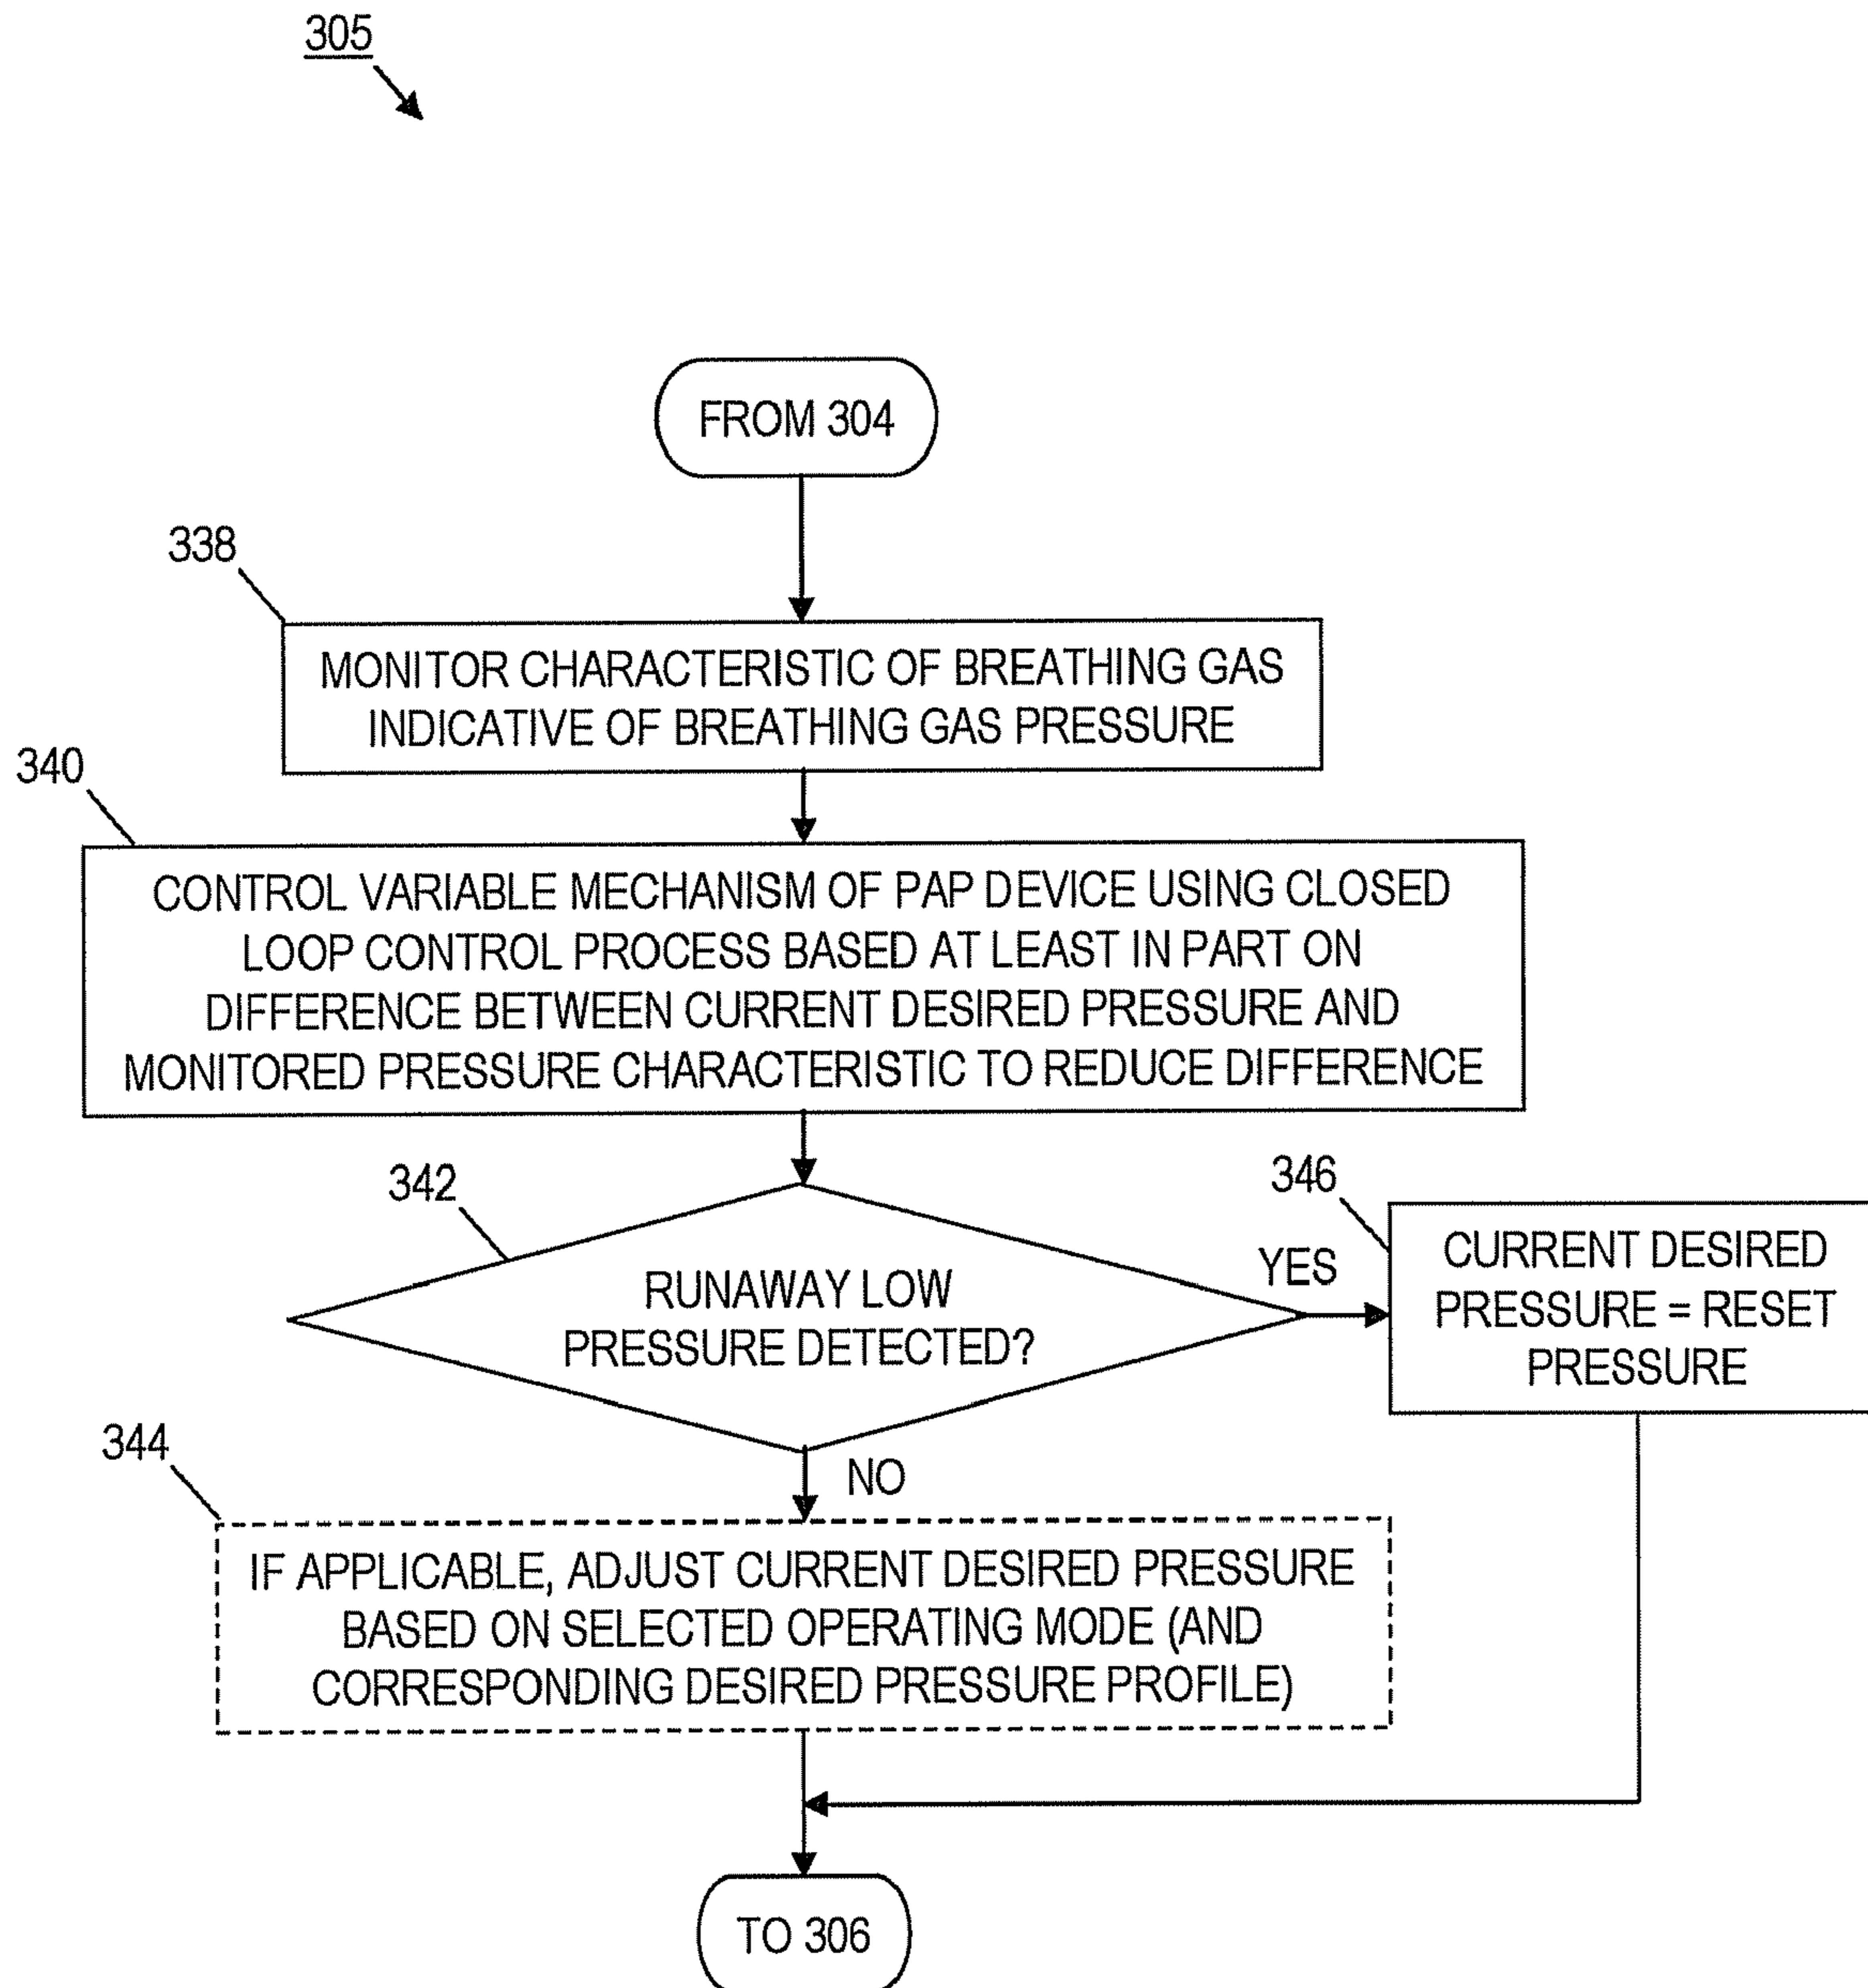 305
FROM 304
338
MONITOR CHARACTERISTIC OF BREATHING GAS
INDICATIVE OF BREATHING GAS PRESSURE
340
CONTROL VARIABLE MECHANISM OF PAP DEVICE USING CLOSED
LOOP CONTROL PROCESS BASED AT LEAST IN PART ON
DIFFERENCE BETWEEN CURRENT DESIRED PRESSURE AND
MONITORED PRESSURE CHARACTERISTIC TO REDUCE DIFFERENCE
342
RUNAWAY LOW
PRESSURE DETECTED?
YES
346
CURRENT DESIRED
PRESSURE = RESET
PRESSURE
NO
344
IF APPLICABLE, ADJUST CURRENT DESIRED PRESSURE
BASED ON SELECTED OPERATING MODE (AND
CORRESPONDING DESIRED PRESSURE PROFILE)
TO 306